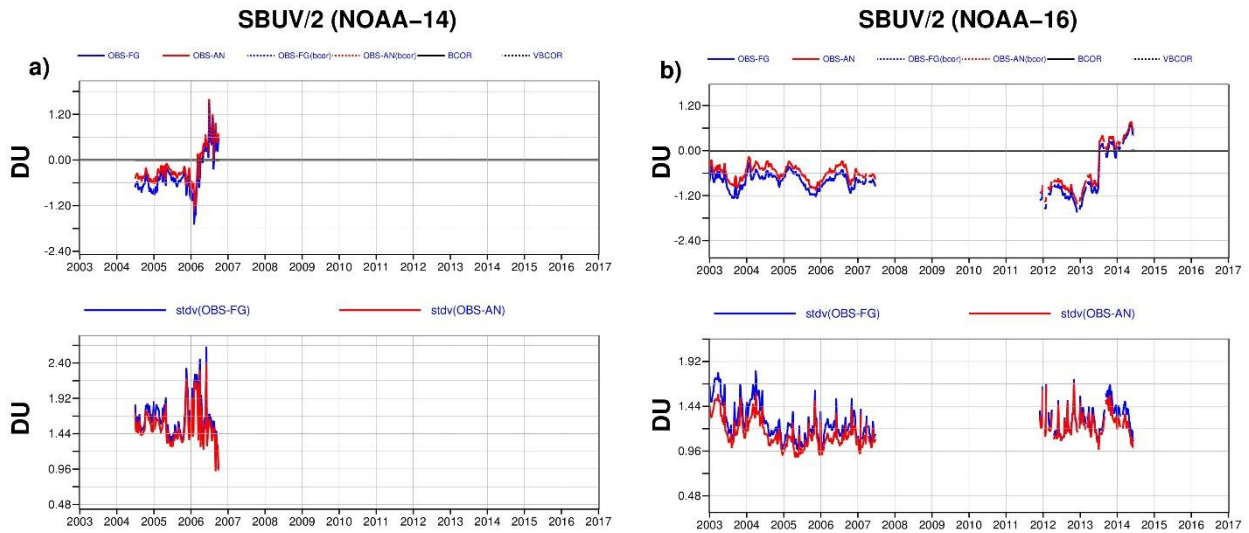 SBUV/2 (NOAA−14)
OBS-FG OBS-AN OBS-FG(bcor) OBS-AN(bcor) BCOR VBCOR
a)
1.20
0.00
-1.20
-2.40
DU
2003 2004 2005 2006 2007 2008 2009 2010 2011 2012 2013 2014 2015 2016 2017
stdv(OBS-FG) stdv(OBS-AN)
2.40
1.92
1.44
0.96
0.48
DU
2003 2004 2005 2006 2007 2008 2009 2010 2011 2012 2013 2014 2015 2016 2017
SBUV/2 (NOAA−16)
OBS-FG OBS-AN OBS-FG(bcor) OBS-AN(bcor) BCOR VBCOR
b)
1.20
0.00
-1.20
-2.40
DU
2003 2004 2005 2006 2007 2008 2009 2010 2011 2012 2013 2014 2015 2016 2017
stdv(OBS-FG) stdv(OBS-AN)
1.92
1.44
0.96
0.48
DU
2003 2004 2005 2006 2007 2008 2009 2010 2011 2012 2013 2014 2015 2016 2017